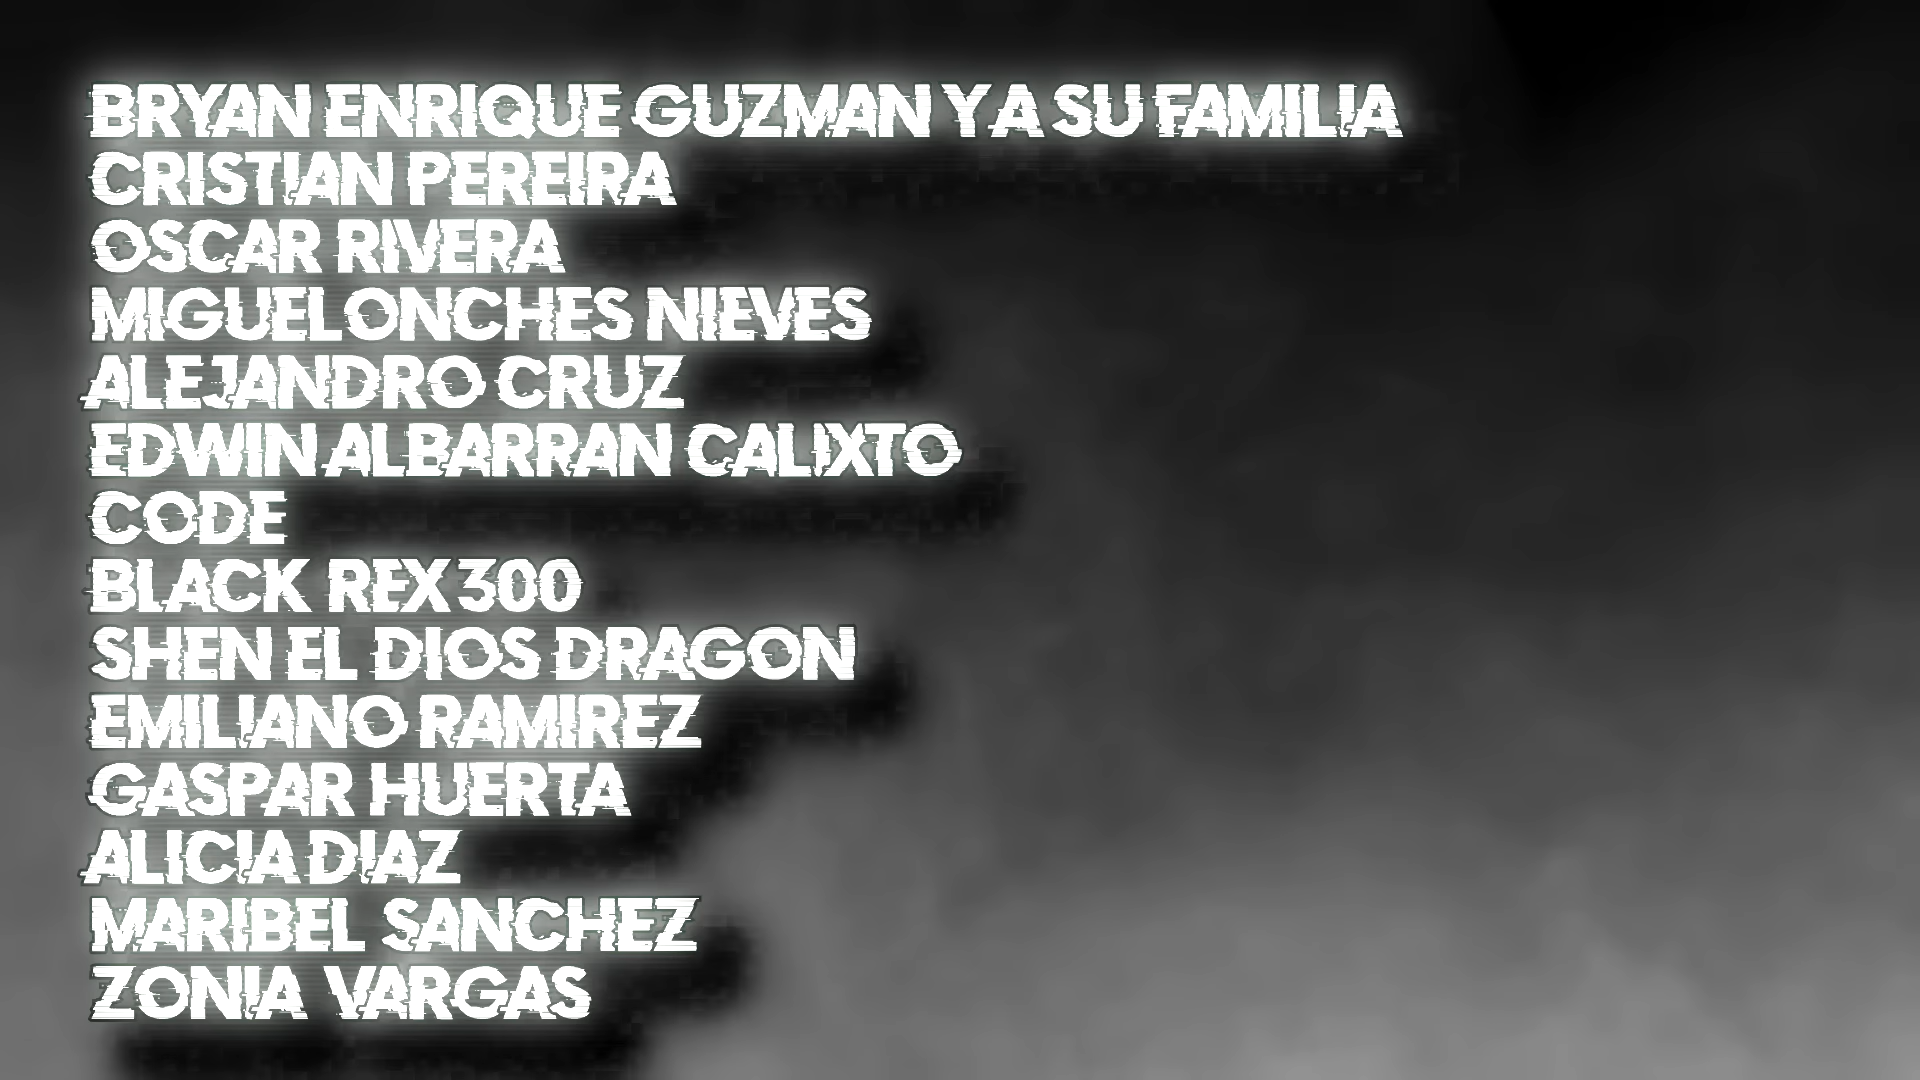 BRYAN ENRIQUE GUZMAN Y A SU FAMILIA
CRISTIAN PEREIRA
OSCAR RIVERA
MIGUELONCHES NIEVES
ALEJANDRO CRUZ
EDWIN ALBARRAN CALIXTO
CODE
BLACK REX 300
SHEN EL DIOS DRAGON
EMILIANO RAMIREZ
GASPAR HUERTA
ALICIA DIAZ
MARIBEL SANCHEZ
ZONIA VARGAS